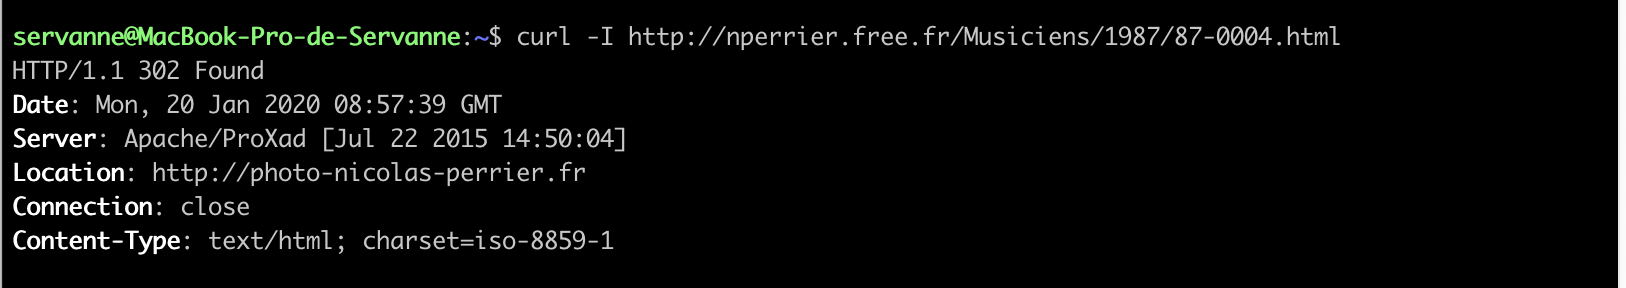 servanne@MacBook-Pro-de-Servanne:~$ curl -I http://nperrier.free.fr/Musiciens/1987/87-0004.html
HTTP/1.1 302 Found
Date: Mon, 20 Jan 2020 08:57:39 GMT
Server: Apache/ProXad [Jul 22 2015 14:50:04]
Location: http://photo-nicolas-perrier.fr
Connection: close
Content-Type: text/html; charset=iso-8859-1